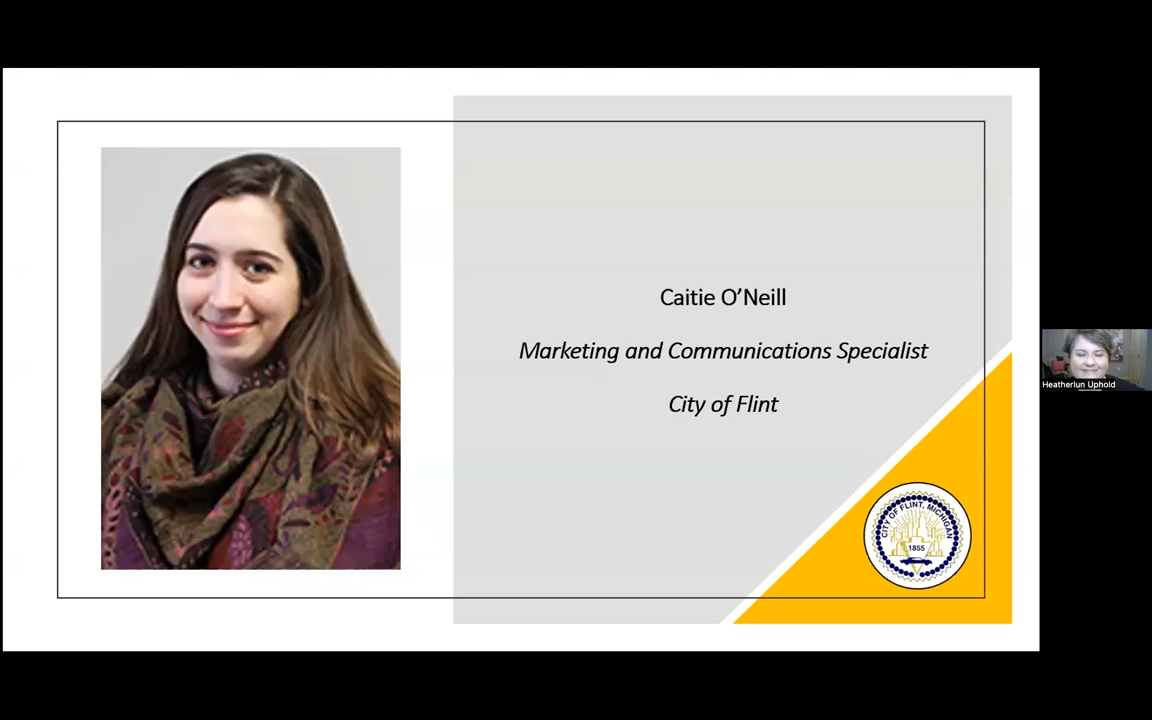 Caitie O’Neill
Marketing and Communications Specialist
City of Flint
CITY OF FLINT, MICHIGAN
1855
Heatherlun Uphold